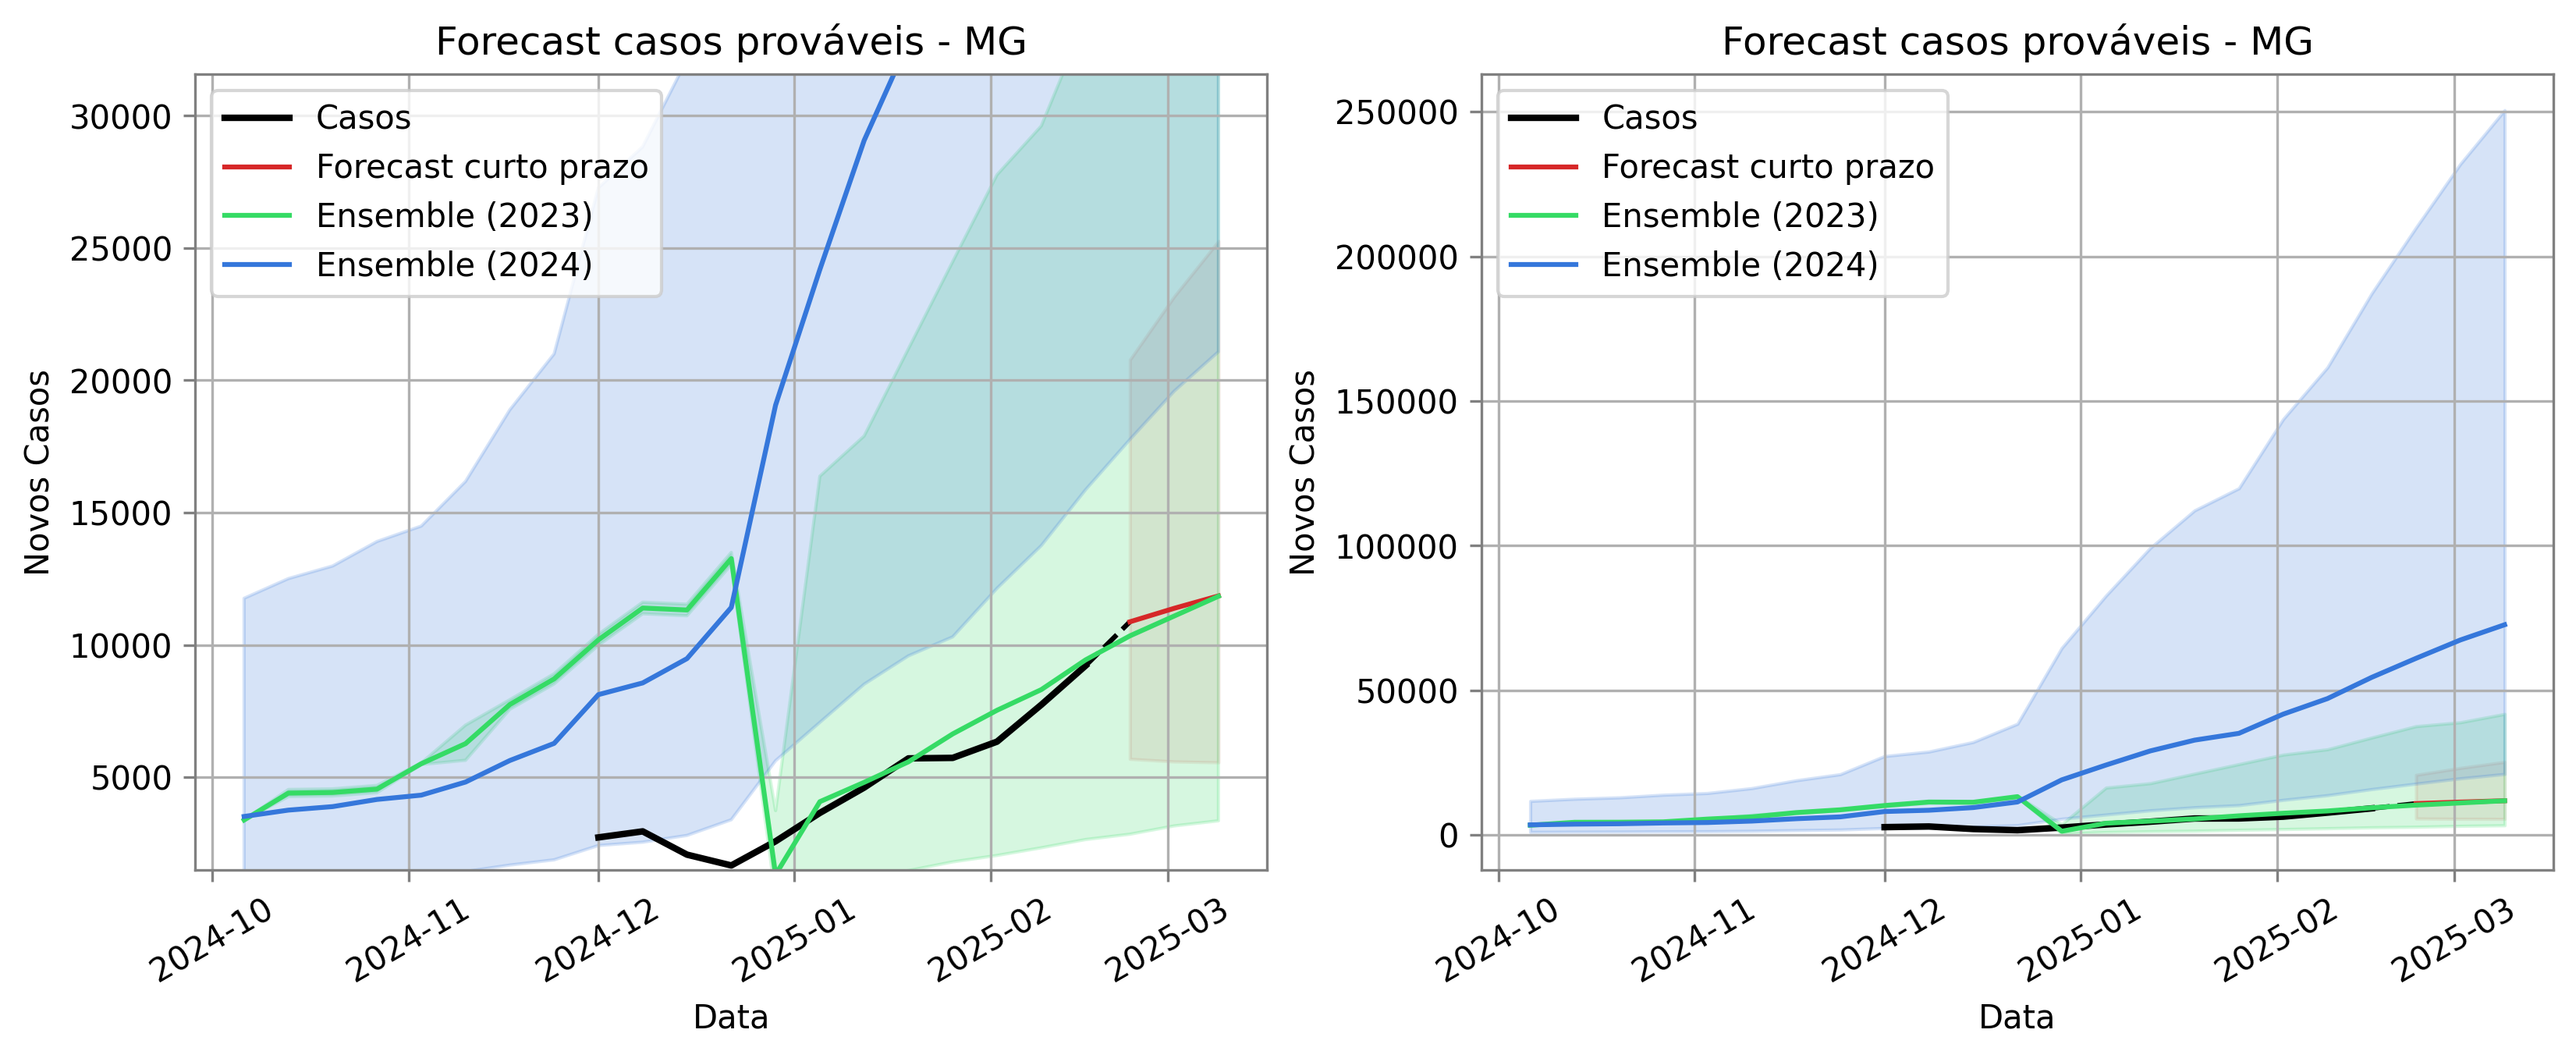 Forecast casos prováveis - MG
Novos Casos
30000
25000
20000
15000
10000
5000
Casos
Forecast curto prazo
Ensemble (2023)
Ensemble (2024)
2024-10
2024-11
2024-12
2025-01
2025-02
2025-03
Data
Forecast casos prováveis - MG
Novos Casos
250000
200000
150000
100000
50000
0
Casos
Forecast curto prazo
Ensemble (2023)
Ensemble (2024)
2024-10
2024-11
2024-12
2025-01
2025-02
2025-03
Data